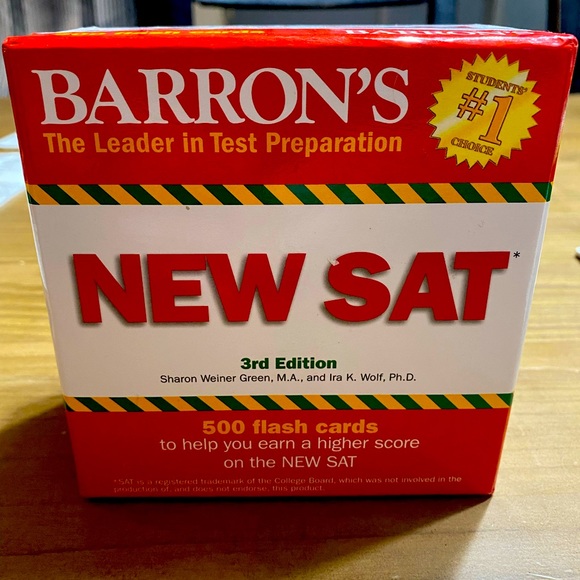 BARRON'S
The Leader in Test Preparation
STUDENTS'
#1
CHOICE
NEW SAT*
3rd Edition
Sharon Weiner Green, M.A., and Ira K. Wolf, Ph.D.
500 flash cards
to help you earn a higher score
on the NEW SAT
*SAT is a registered trademark of the College Board, which was not involved in the
production of, and does not endorse, this product.